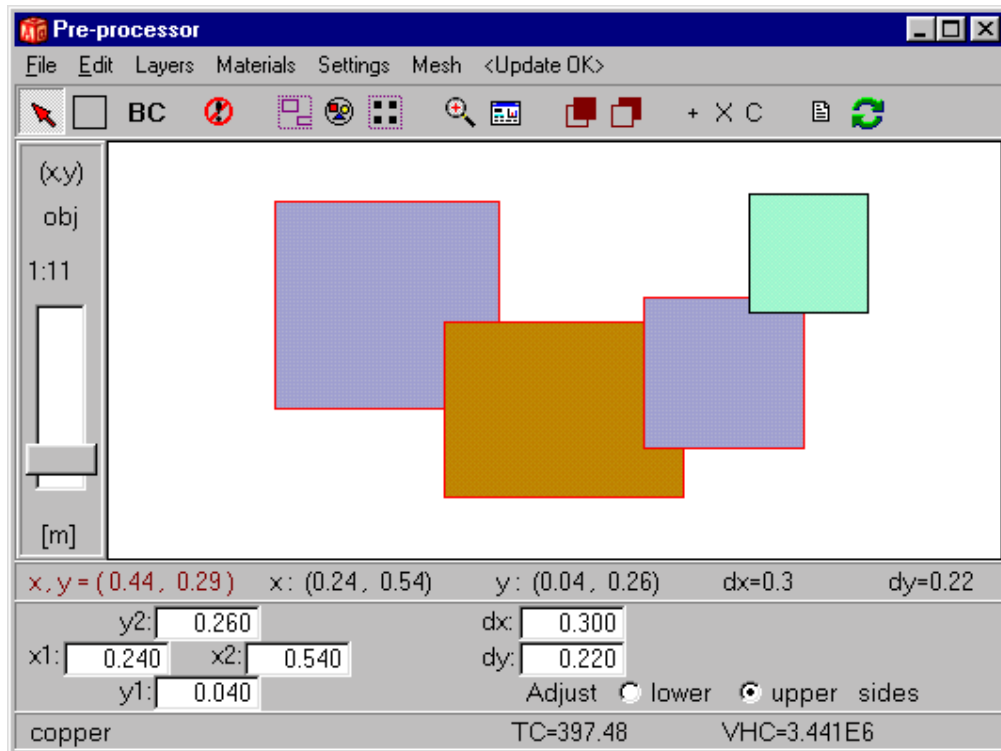 Pre-processor
File Edit Layers Materials Settings Mesh <Update OK>
BC + X C
(x,y)
obj
1:11
[m]
x,y = ( 0.44, 0.29 ) x: (0.24, 0.54) y: (0.04, 0.26) dx=0.3 dy=0.22
y2: 0.260 dx: 0.300
x1: 0.240 x2: 0.540 dy: 0.220
y1: 0.040 Adjust lower upper sides
copper TC=397.48 VHC=3.441E6